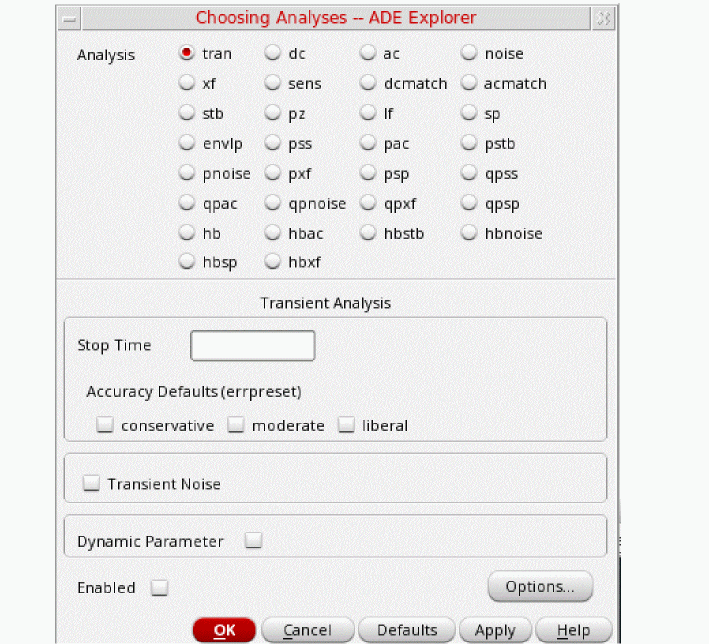 Choosing Analyses -- ADE Explorer
Analysis tran dc ac noise
xf sens dcmatch acmatch
stb pz lf sp
envlp pss pac pstb
pnoise pxf psp qpss
qpac qpnoise qpxf qpsp
hb hbac hbstb hbnoise
hbsp hbxf
Transient Analysis
Stop Time
Accuracy Defaults (errpreset)
conservative moderate liberal
Transient Noise
Dynamic Parameter
Enabled Options...
OK Cancel Defaults Apply Help